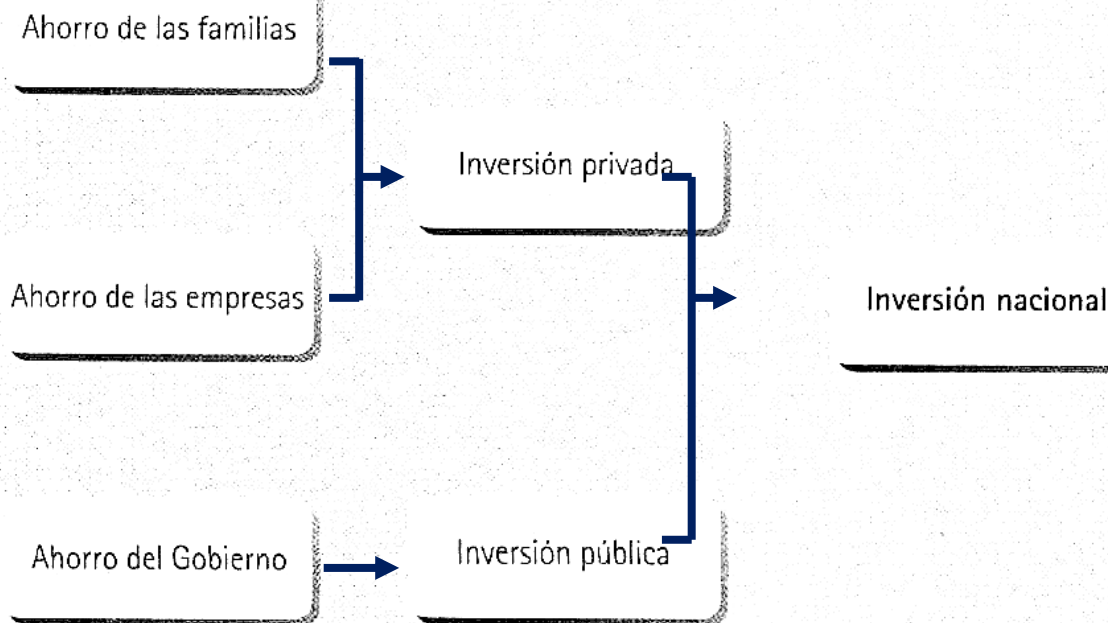 Ahorro de las familias
Inversión privada
Ahorro de las empresas
Inversión nacional
Ahorro del Gobierno
Inversión pública